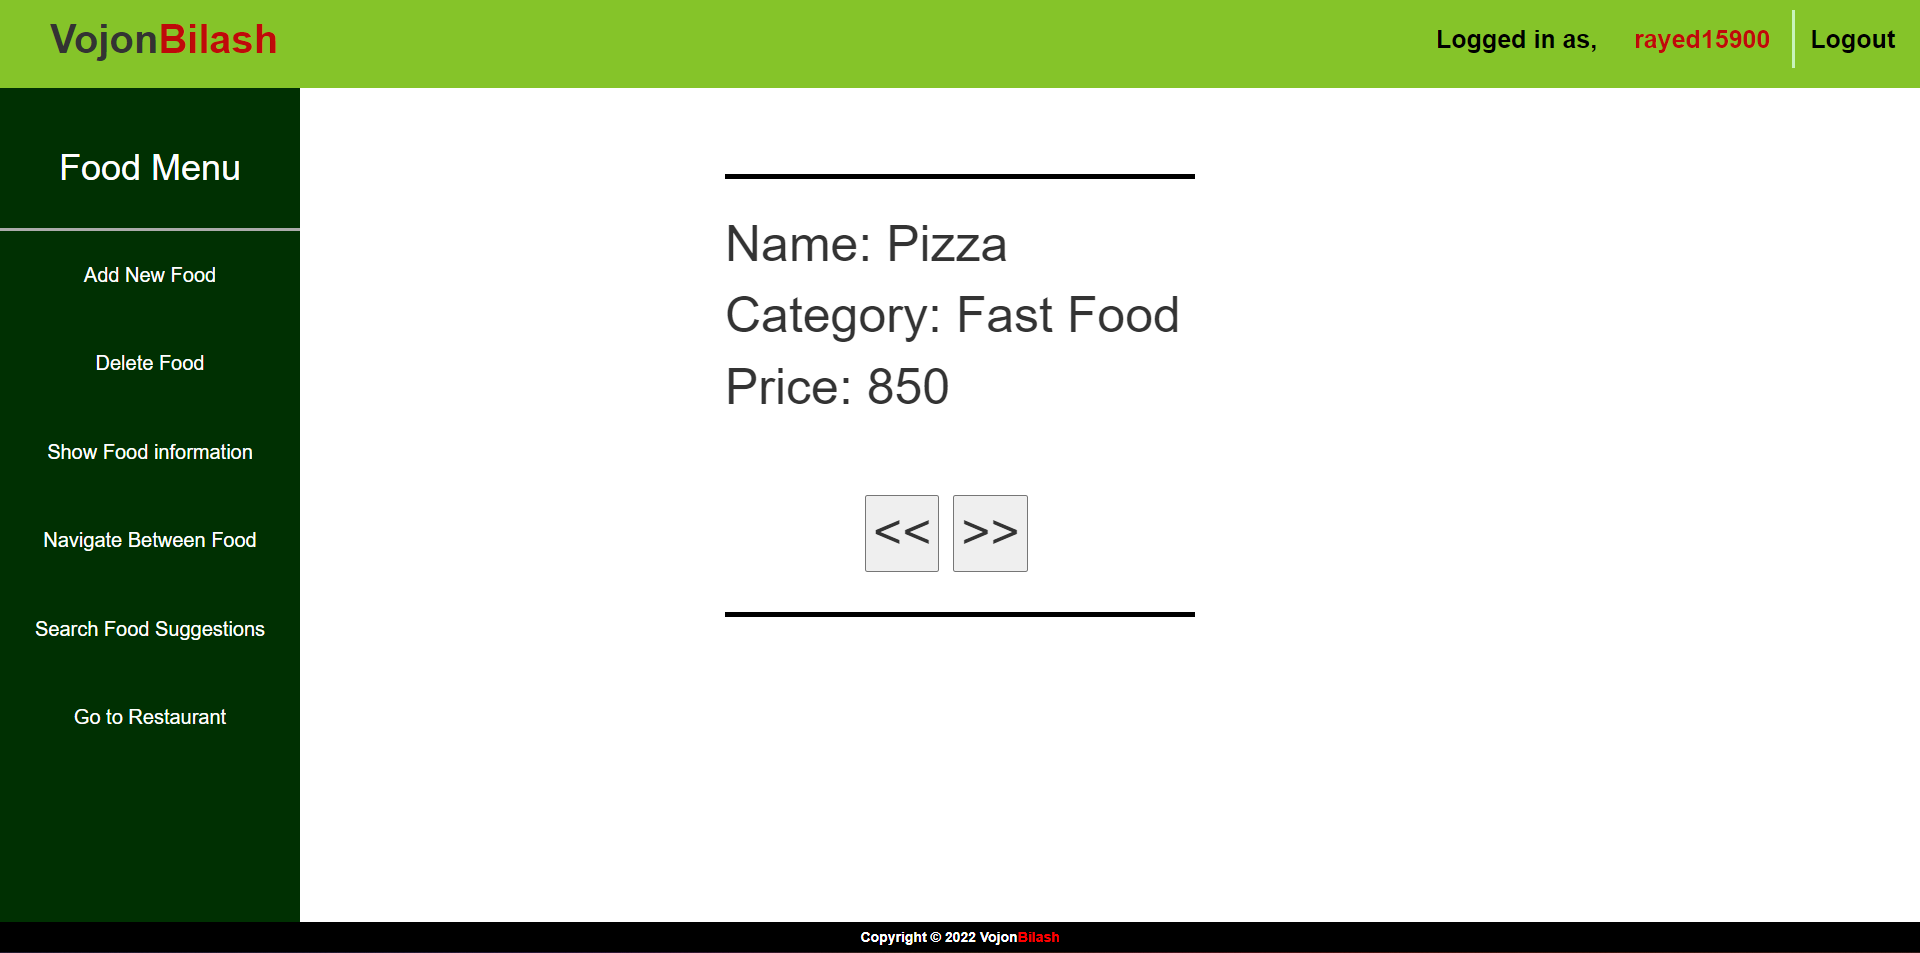 VojonBilash
Logged in as, rayed15900 Logout
Food Menu
Add New Food
Delete Food
Show Food information
Navigate Between Food
Search Food Suggestions
Go to Restaurant
Name: Pizza
Category: Fast Food
Price: 850
<< >>
Copyright © 2022 VojonBilash